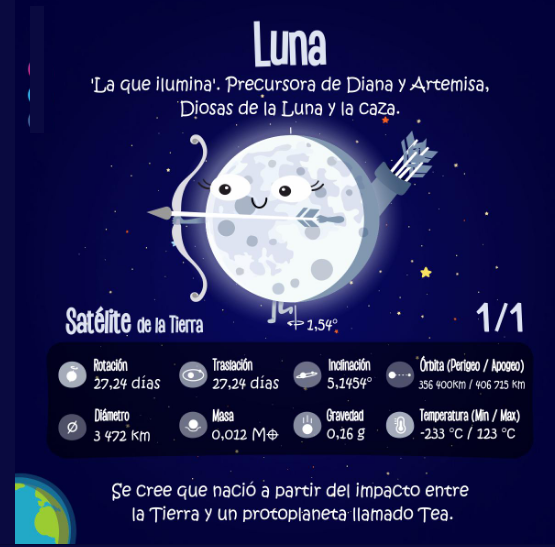 Luna
'La que ilumina'. Precursora de Diana y Artemisa,
Diosas de la Luna y la caza.
Satélite de la Tierra
1,54°
1/1
Rotación
27,24 días
Traslación
27,24 días
Inclinación
5,1454°
Órbita (Perigeo / Apogeo)
356 400km / 406 715 km
Diámetro
3 472 km
Masa
0,012 M⊕
Gravedad
0,16 g
Temperatura (Mín / Max)
-233 °C / 123 °C
Se cree que nació a partir del impacto entre
la Tierra y un protoplaneta llamado Tea.